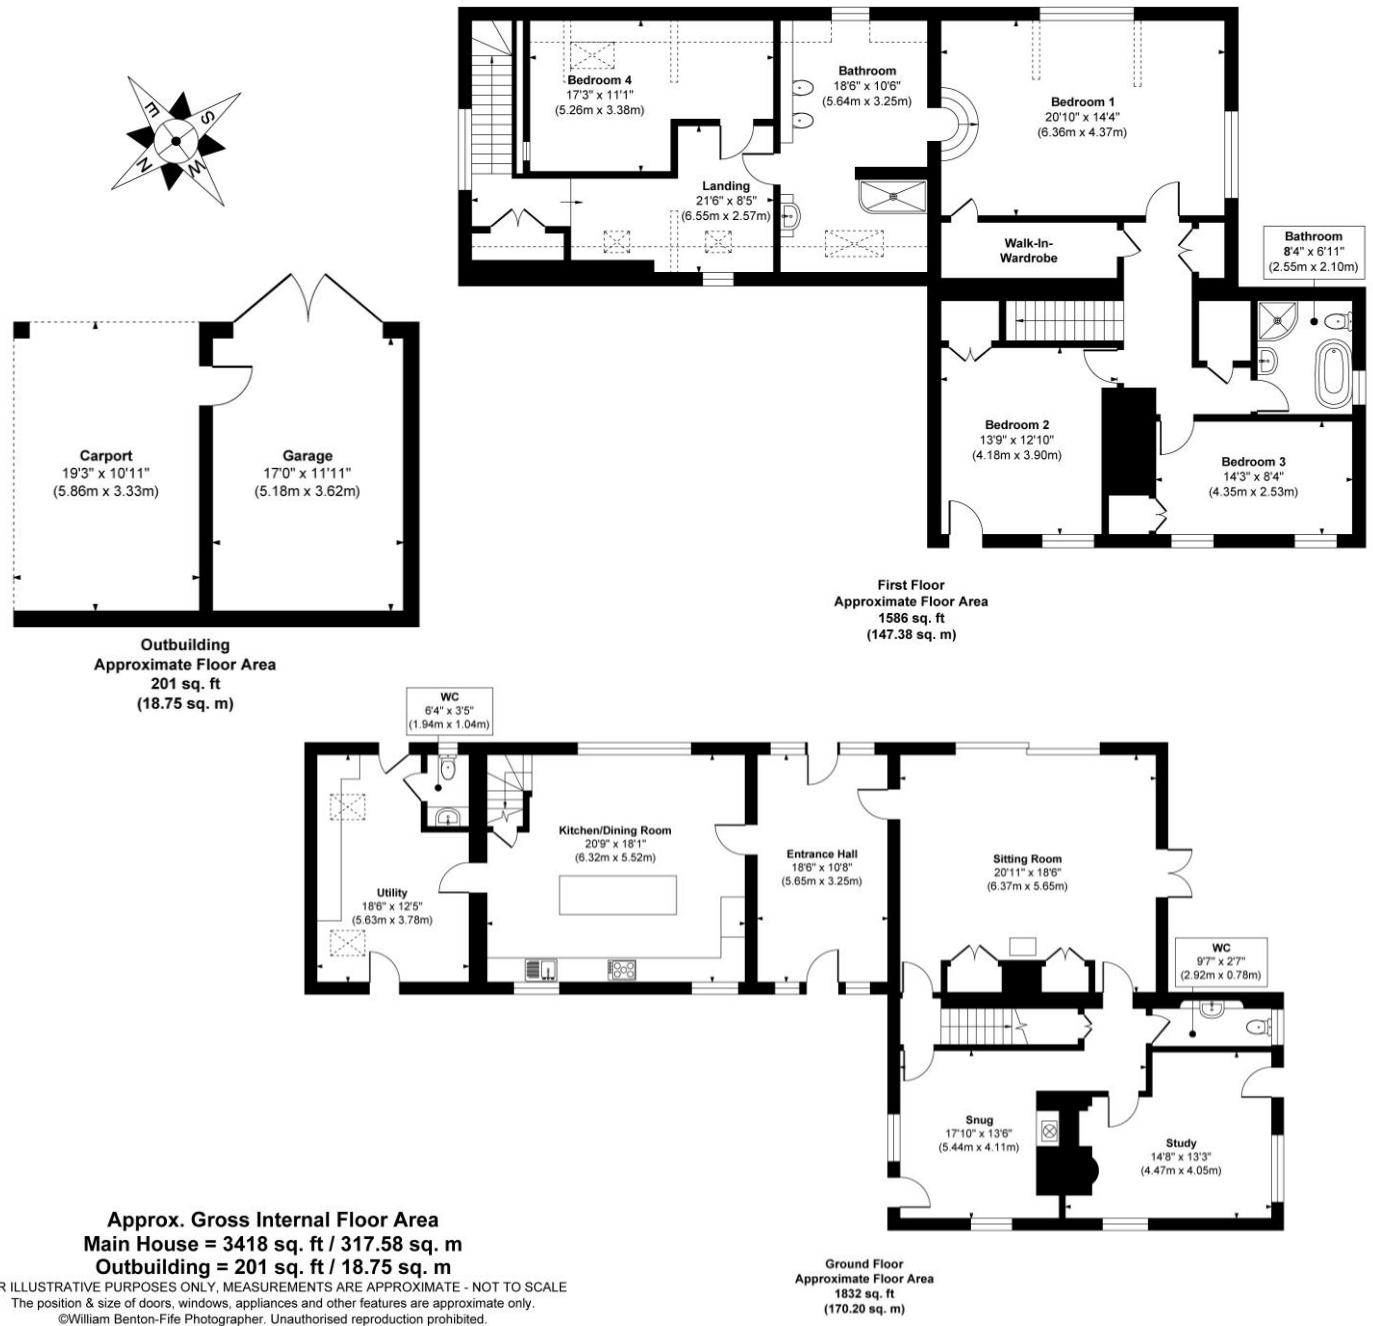 E
S
N
W
Bedroom 4
17'3" x 11'1"
(5.26m x 3.38m)
Bathroom
18'6" x 10'6"
(5.64m x 3.25m)
Bedroom 1
20'10" x 14'4"
(6.36m x 4.37m)
Landing
21'6" x 8'5"
(6.55m x 2.57m)
Walk-In-
Wardrobe
Bathroom
8'4" x 6'11"
(2.55m x 2.10m)
Bedroom 2
13'9" x 12'10"
(4.18m x 3.90m)
Bedroom 3
14'3" x 8'4"
(4.35m x 2.53m)
Carport
19'3" x 10'11"
(5.86m x 3.33m)
Garage
17'0" x 11'11"
(5.18m x 3.62m)
First Floor
Approximate Floor Area
1586 sq. ft
(147.38 sq. m)
Outbuilding
Approximate Floor Area
201 sq. ft
(18.75 sq. m)
WC
6'4" x 3'5"
(1.94m x 1.04m)
Kitchen/Dining Room
20'9" x 18'1"
(6.32m x 5.52m)
Entrance Hall
18'6" x 10'8"
(5.65m x 3.25m)
Sitting Room
20'11" x 18'6"
(6.37m x 5.65m)
Utility
18'6" x 12'5"
(5.63m x 3.78m)
WC
9'7" x 2'7"
(2.92m x 0.78m)
Snug
17'10" x 13'6"
(5.44m x 4.11m)
Study
14'8" x 13'3"
(4.47m x 4.05m)
Ground Floor
Approximate Floor Area
1832 sq. ft
(170.20 sq. m)
Approx. Gross Internal Floor Area
Main House = 3418 sq. ft / 317.58 sq. m
Outbuilding = 201 sq. ft / 18.75 sq. m
R ILLUSTRATIVE PURPOSES ONLY, MEASUREMENTS ARE APPROXIMATE - NOT TO SCALE
The position & size of doors, windows, appliances and other features are approximate only.
©William Benton-Fife Photographer. Unauthorised reproduction prohibited.